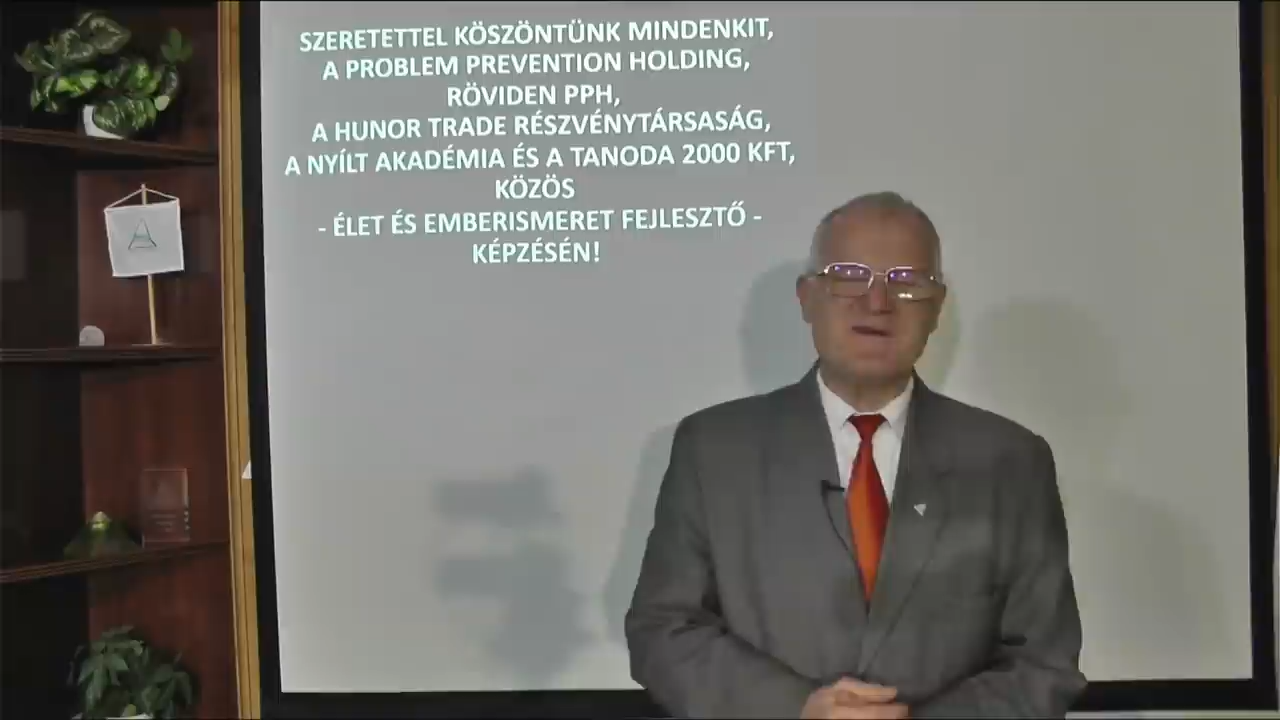 SZERETETTEL KÖSZÖNTÜNK MINDENKIT,
A PROBLEM PREVENTION HOLDING,
RÖVIDEN PPH,
A HUNOR TRADE RÉSZVÉNYTÁRSASÁG,
A NYÍLT AKADÉMIA ÉS A TANODA 2000 KFT,
KÖZÖS
- ÉLET ÉS EMBERISMERET FEJLESZTŐ -
KÉPZÉSÉN!